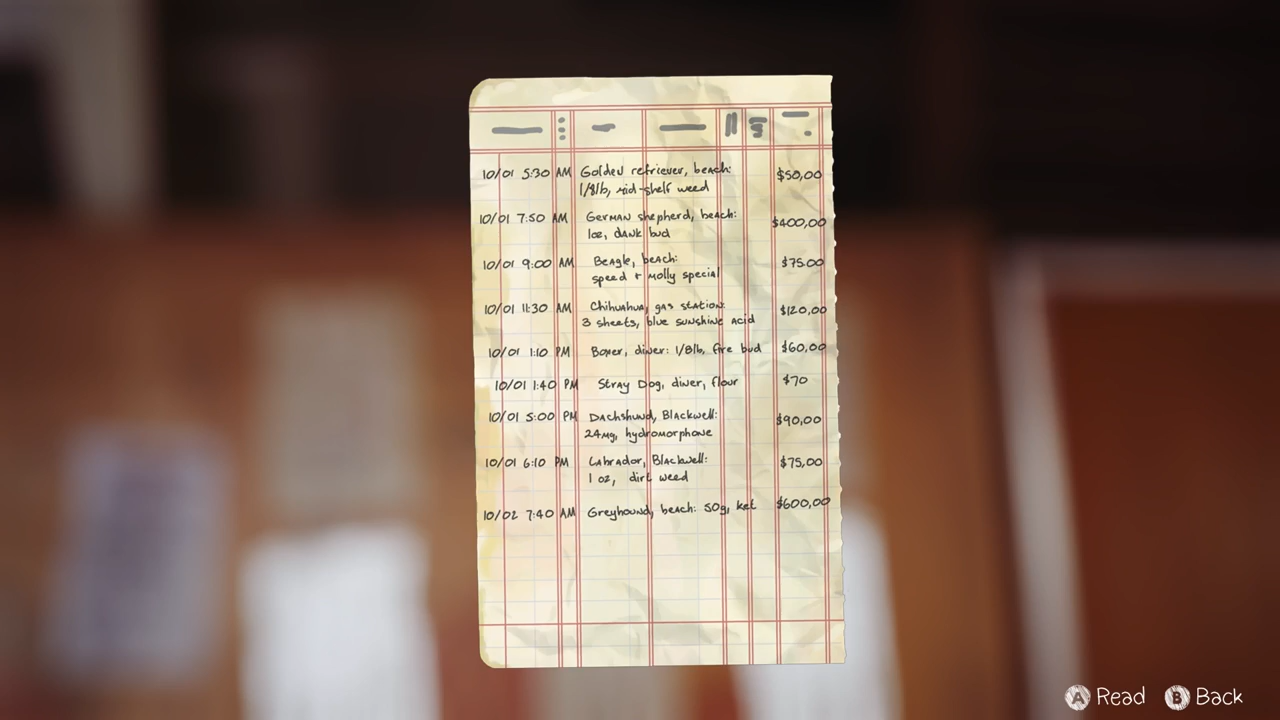 10/01 5:30 AM Golden retriever, beach: $50,00
1/8lb, mid-shelf weed
10/01 7:50 AM German shepherd, beach: $400,00
1oz, dank bud
10/01 9:00 AM Beagle, beach: $75.00
speed + Molly special
10/01 11:30 AM Chihuahua, gas station: $120,00
3 sheets, blue sunshine acid
10/01 1:10 PM Boxer, diner: 1/8lb, fire bud $60,00
10/01 1:40 PM Stray Dog, diner, flour $70
10/01 5:00 PM Dachshund, Blackwell: $90,00
24mg, hydromorphone
10/01 6:10 PM Labrador, Blackwell: $75,00
1 oz, dirt weed
10/02 7:40 AM Greyhound, beach: 50g, ket $600,00
A Read B Back